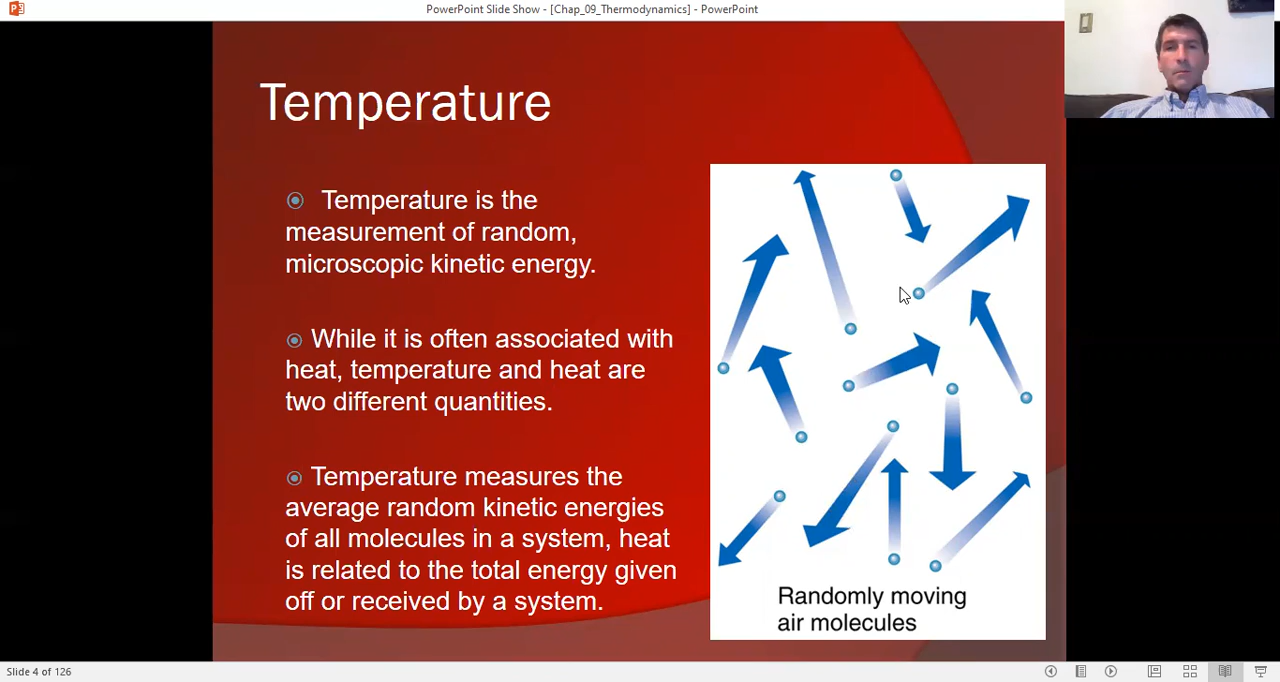 PowerPoint Slide Show - [Chap_09_Thermodynamics] - PowerPoint
Temperature
Temperature is the
measurement of random,
microscopic kinetic energy.
While it is often associated with
heat, temperature and heat are
two different quantities.
Temperature measures the
average random kinetic energies
of all molecules in a system, heat
is related to the total energy given
off or received by a system.
Randomly moving
air molecules
Slide 4 of 126